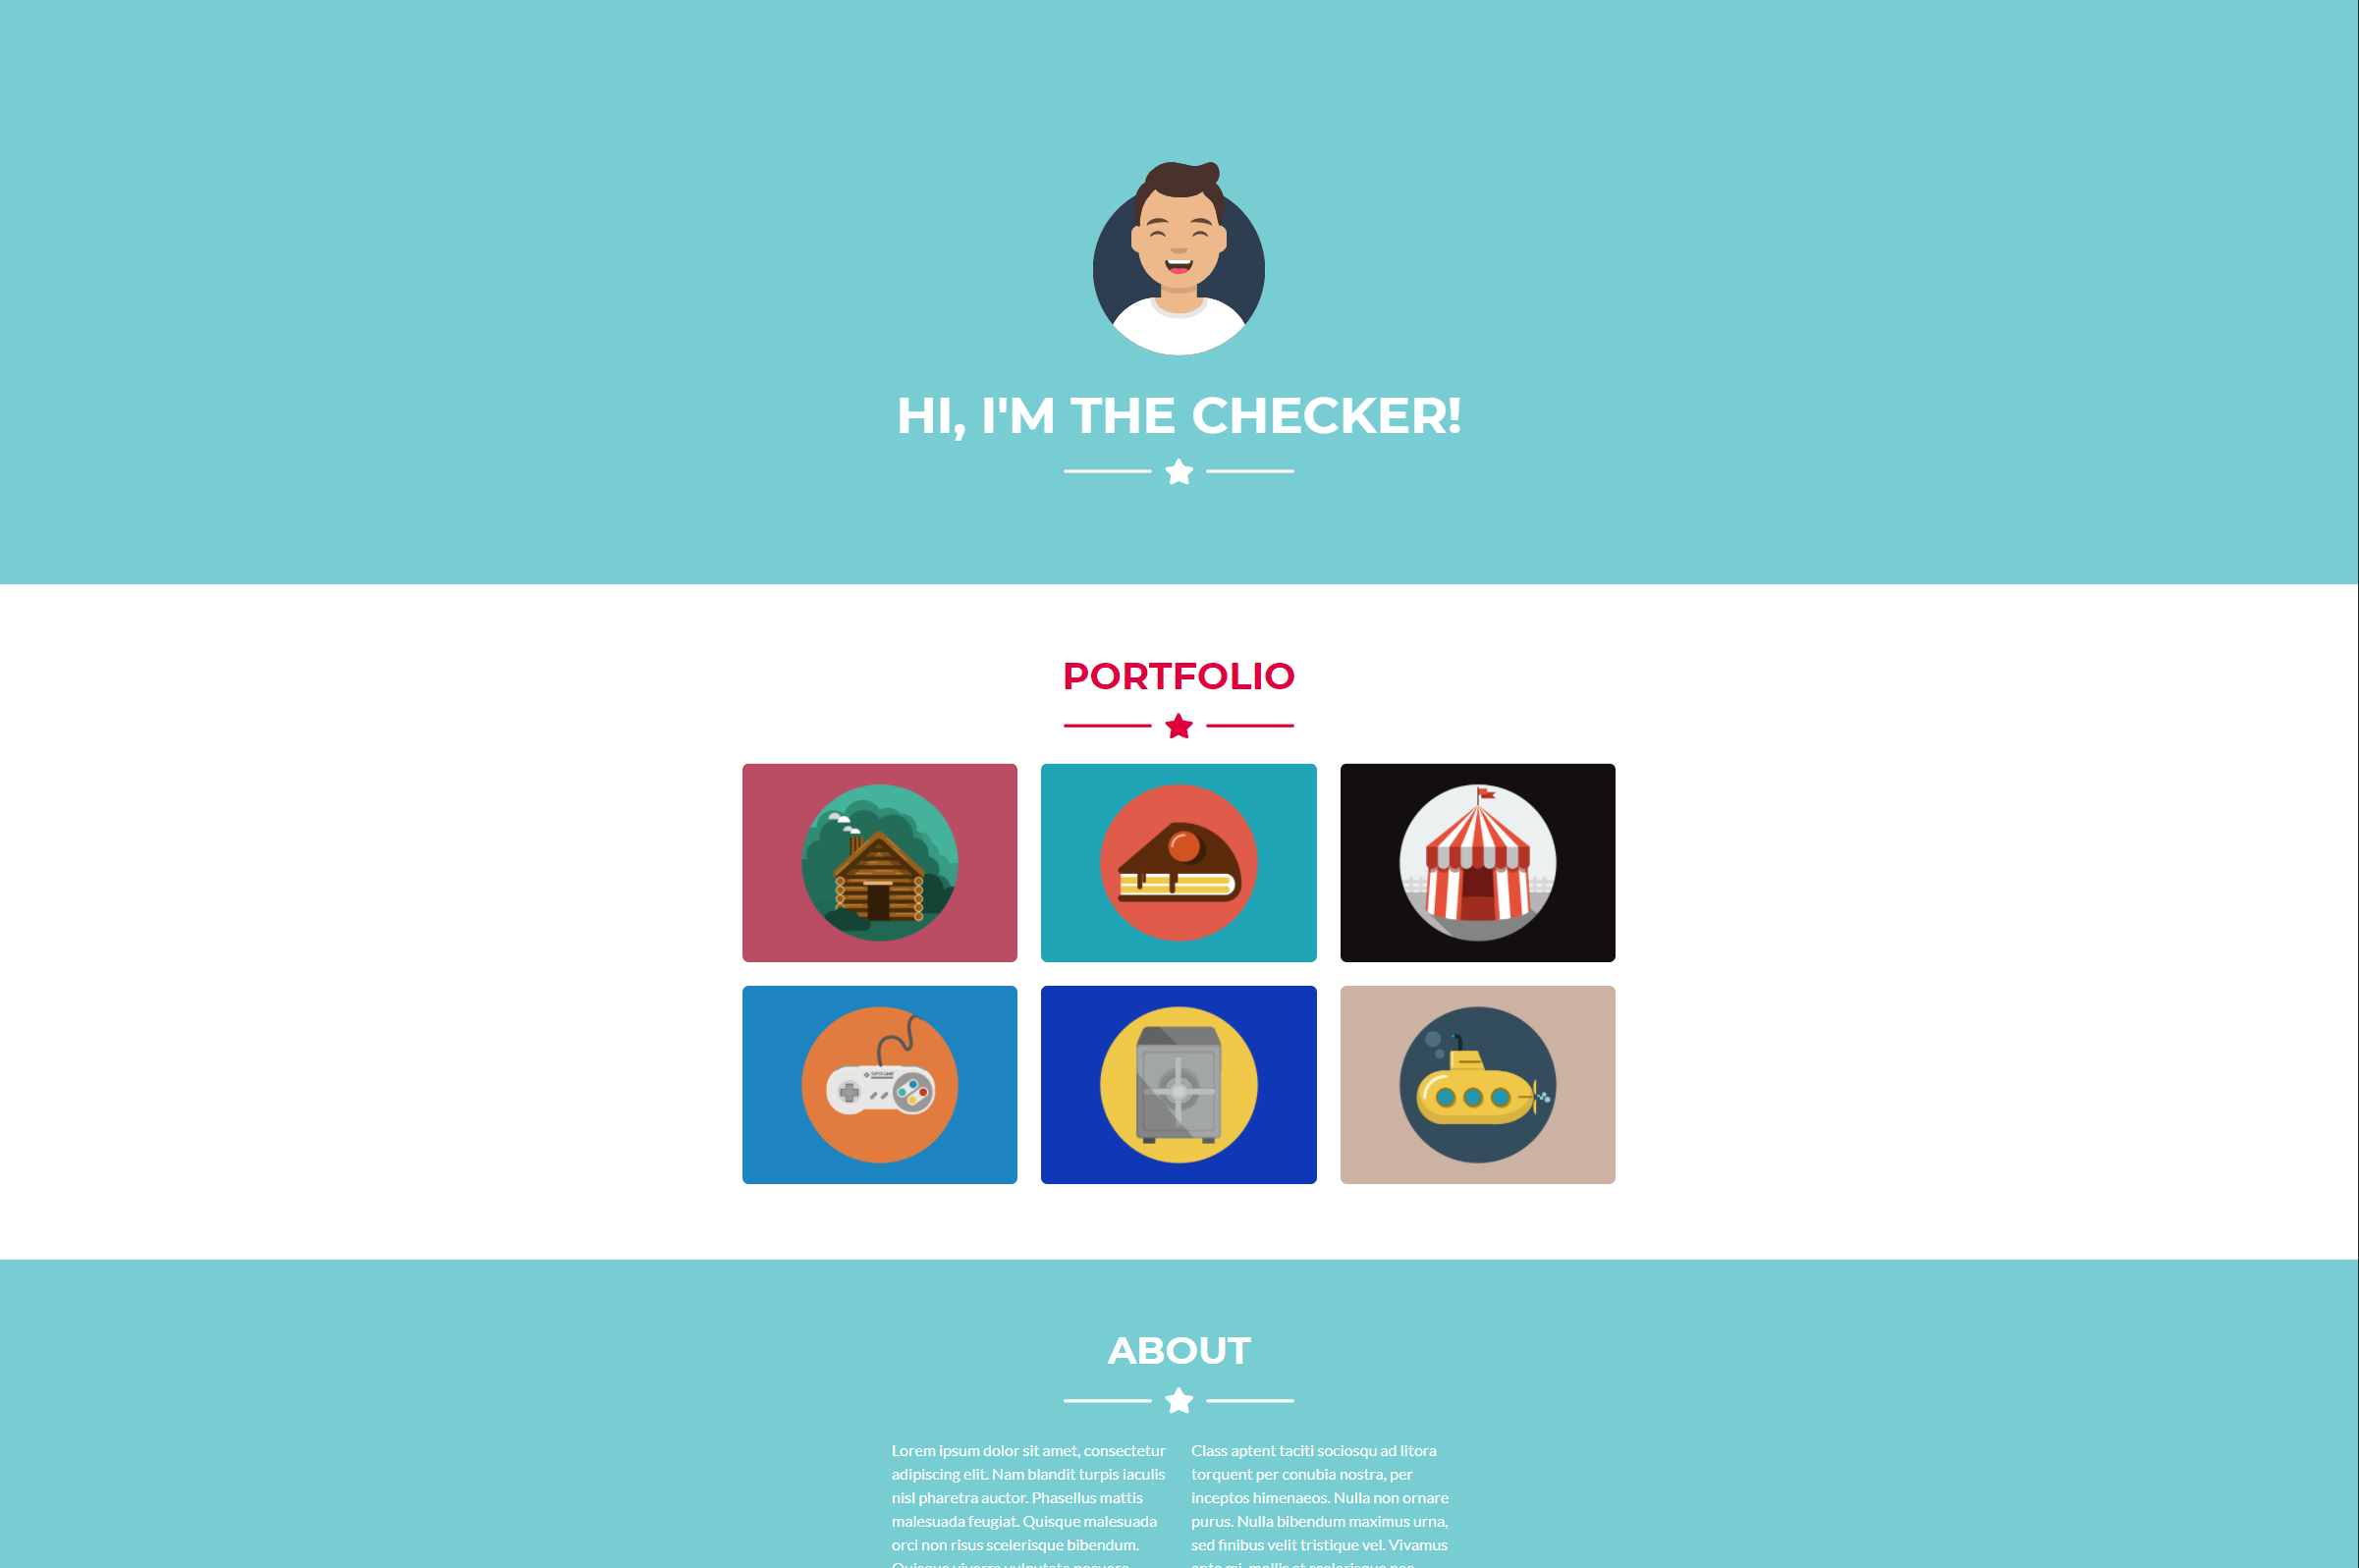 HI, I'M THE CHECKER!
PORTFOLIO
SUPER GAME
ABOUT
Lorem ipsum dolor sit amet, consectetur
adipiscing elit. Nam blandit turpis iaculis
nisl pharetra auctor. Phasellus mattis
malesuada feugiat. Quisque malesuada
orci non risus scelerisque bibendum.
Class aptent taciti sociosqu ad litora
torquent per conubia nostra, per
inceptos himenaeos. Nulla non ornare
purus. Nulla bibendum maximus urna,
sed finibus velit tristique vel. Vivamus